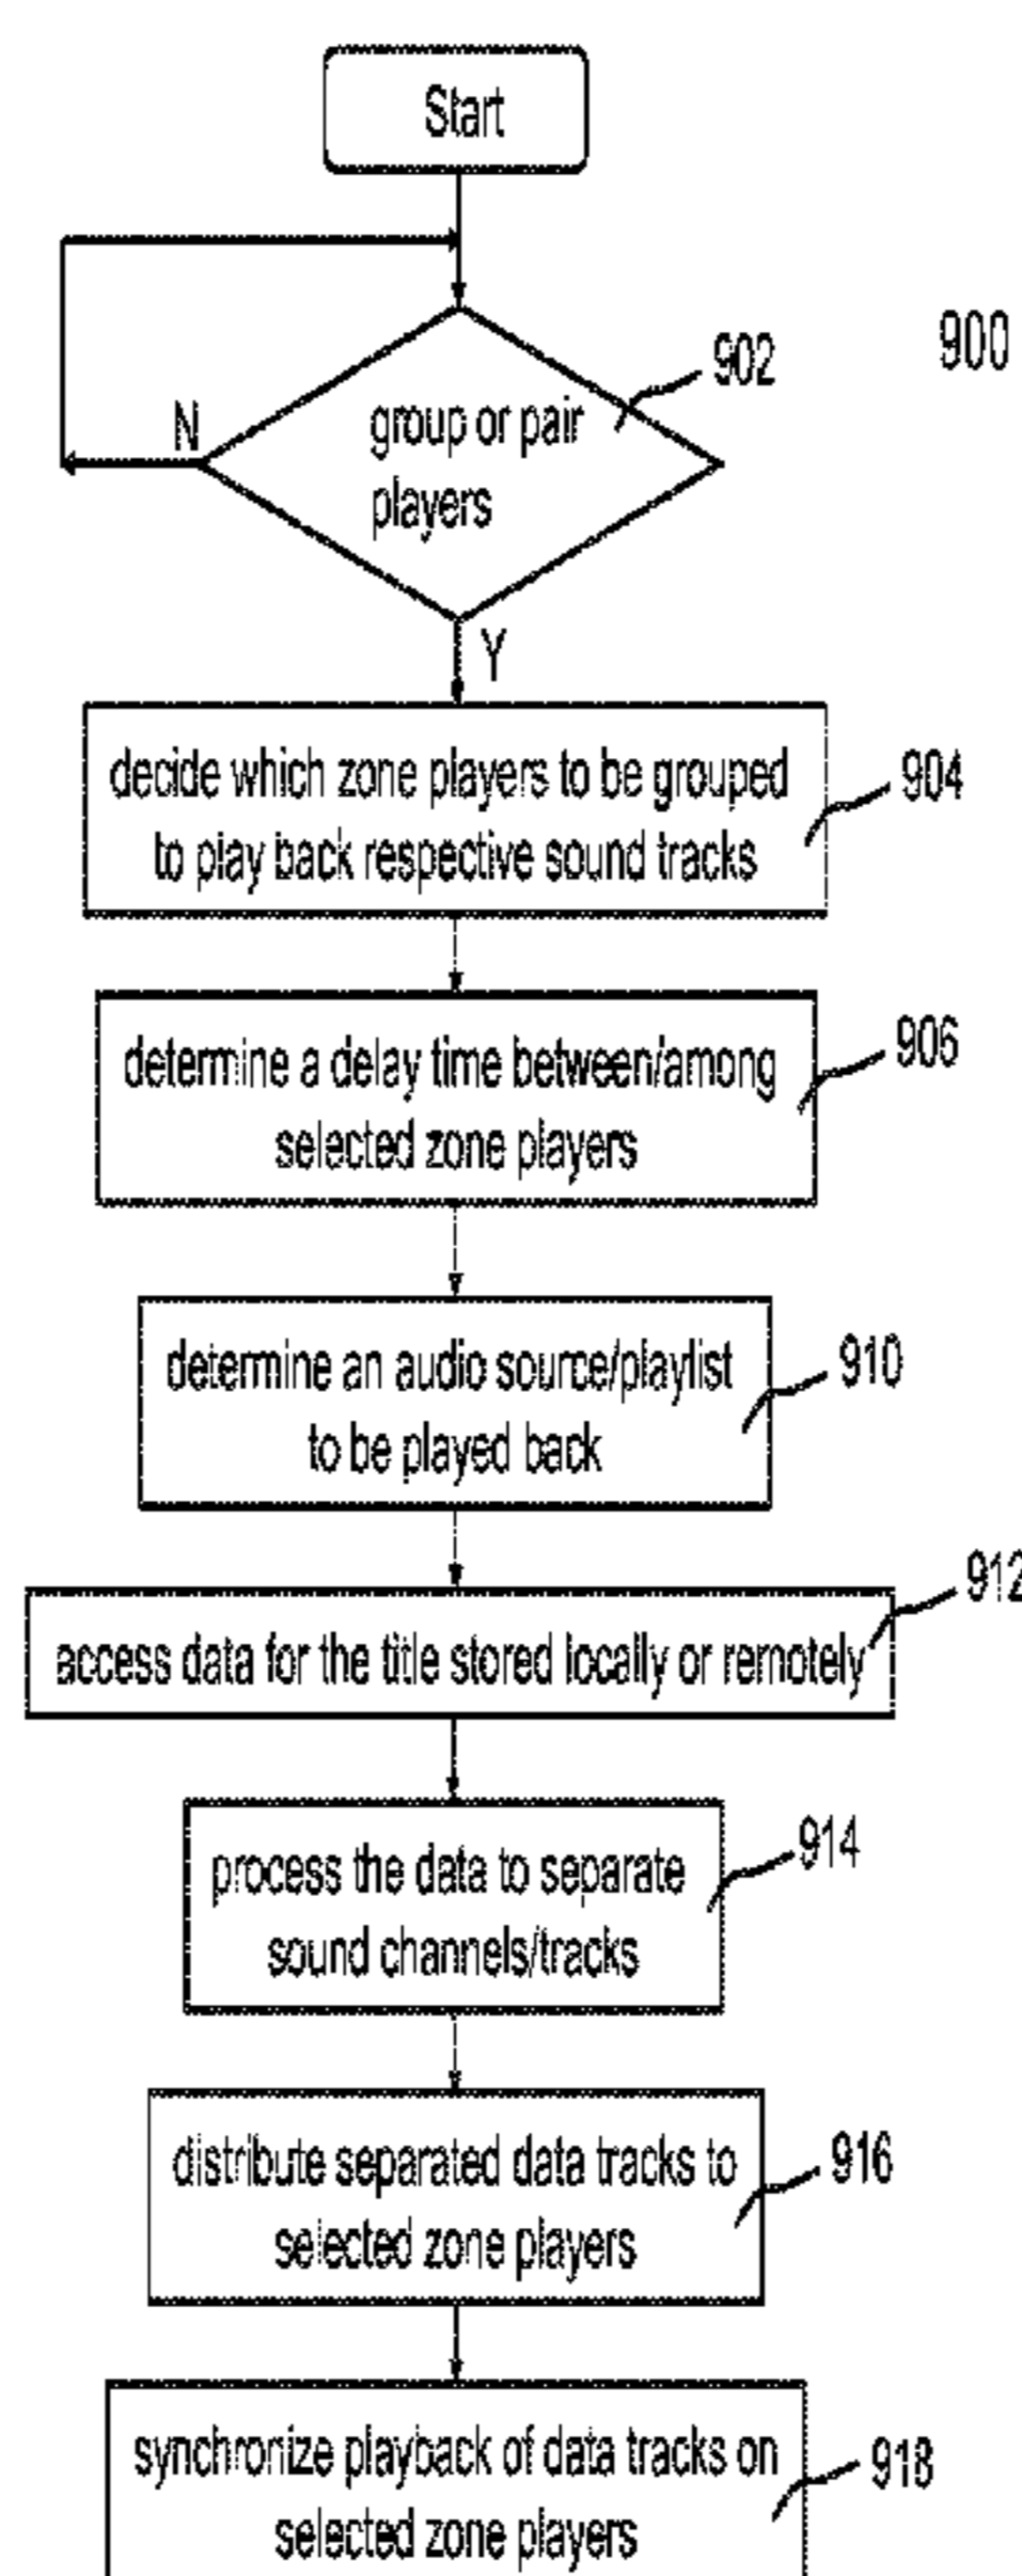 Start
900
902
N
group or pair
players
Y
decide which zone players to be grouped
to play back respective sound tracks
904
determine a delay time between/among
selected zone players
906
determine an audio source/playlist
to be played back
910
912
access data for the title stored locally or remotely
process the data to separate
sound channels/tracks
914
distribute separated data tracks to
selected zone players
916
synchronize playback of data tracks on
selected zone players
918